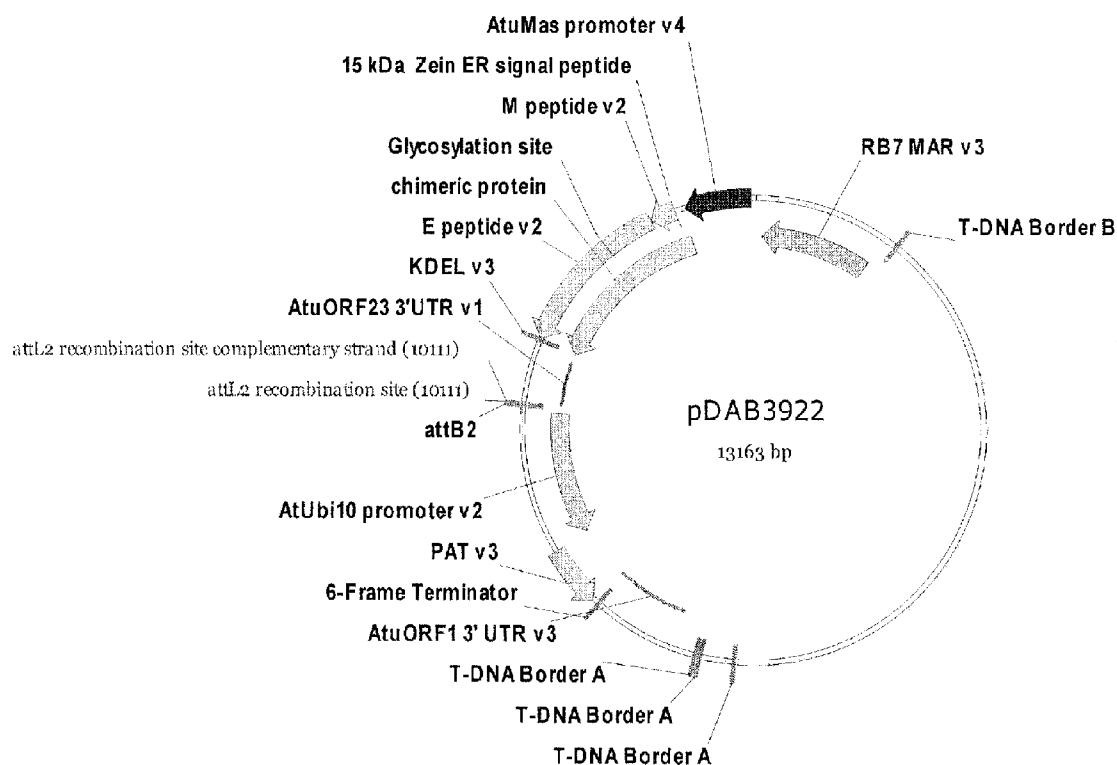 AtuMas promoter v4
15 kDa Zein ER signal peptide
M peptide v2
Glycosylation site
RB7 MAR v3
chimeric protein
E peptide v2
T-DNA Border B
KDEL v3
AtuORF23 3'UTR v1
attL2 recombination site complementary strand (10111)
attL2 recombination site (10111)
attB2
pDAB3922
13163 bp
AtUbi10 promoter v2
PAT v3
6-Frame Terminator
AtuORF1 3' UTR v3
T-DNA Border A
T-DNA Border A
T-DNA Border A